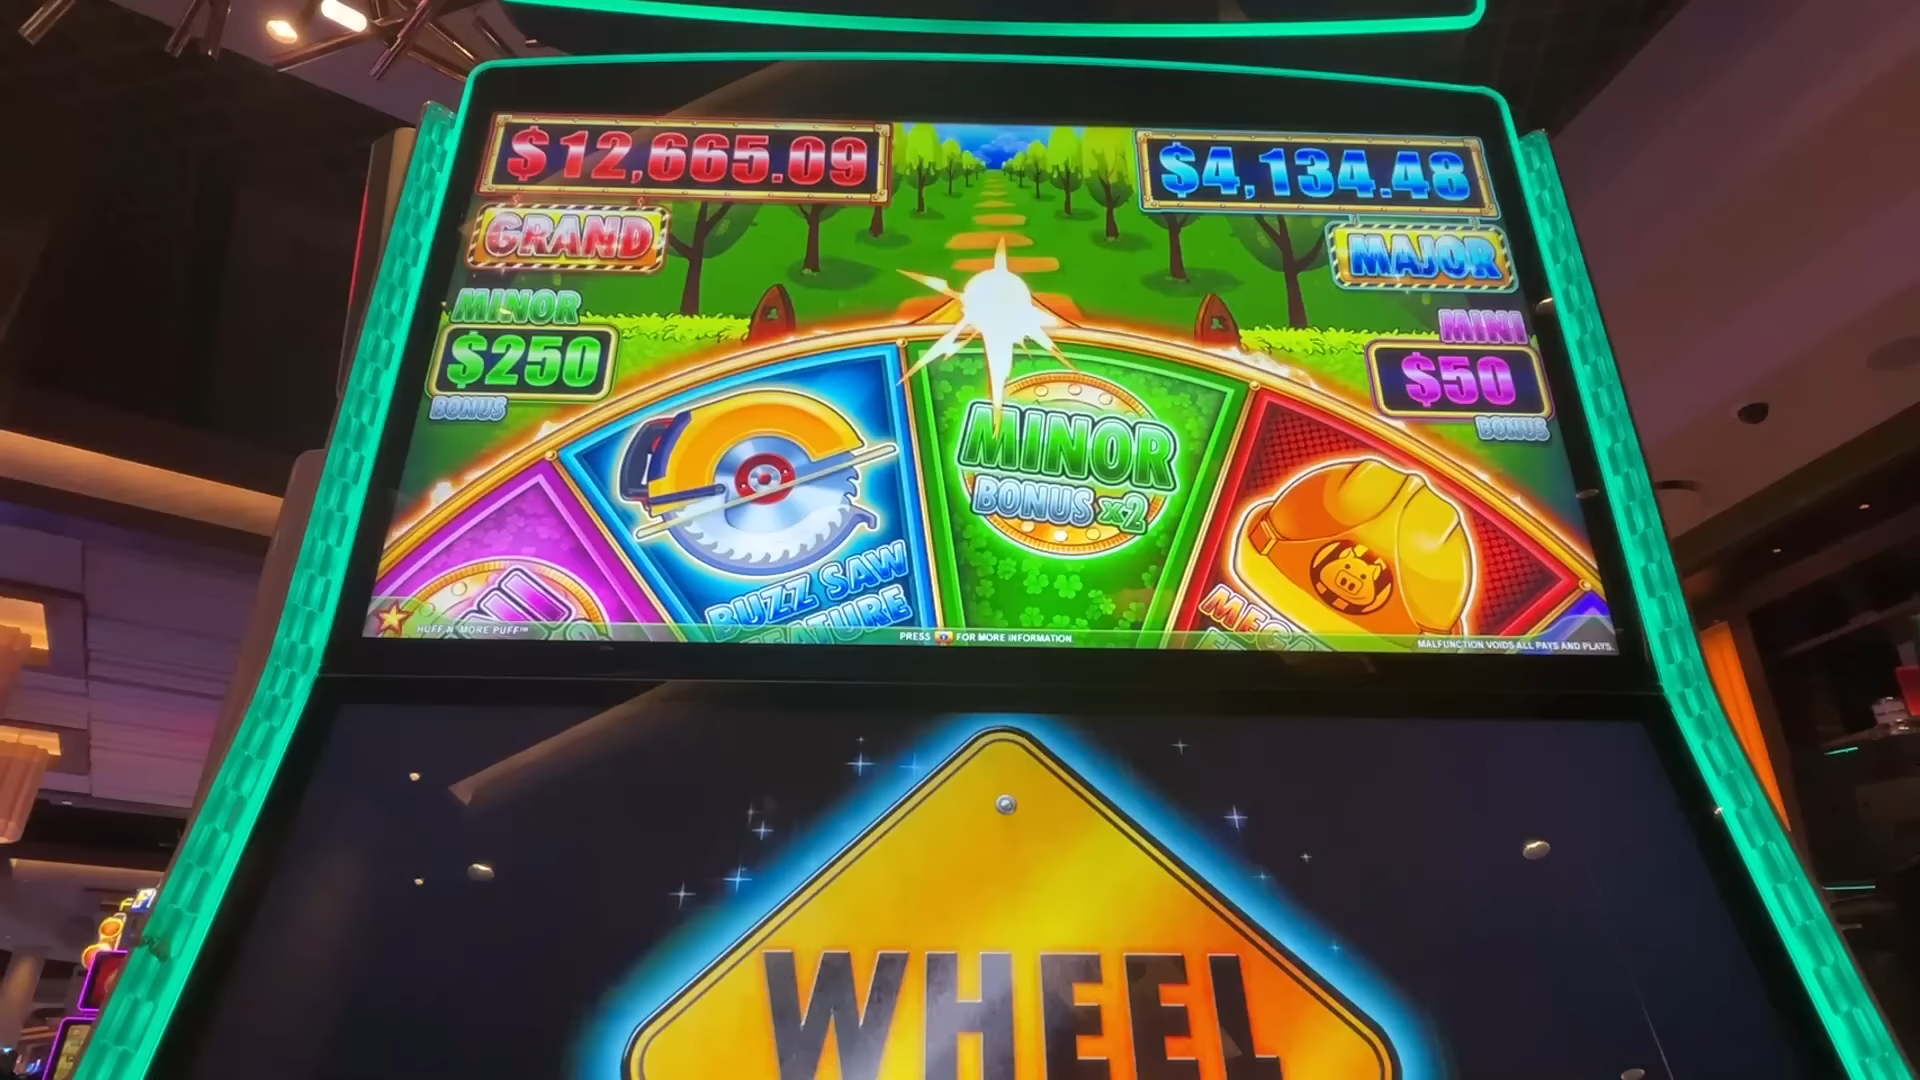 $12,665.09
GRAND
$4,134.48
MAJOR
MINOR
$250
BONUS
MINI
$50
BONUS
MINOR
BONUS x2
BUZZ SAW
FEATURE
HUFF N' MORE PUFF™
PRESS FOR MORE INFORMATION
MALFUNCTION VOIDS ALL PAYS AND PLAYS.
WHEEL